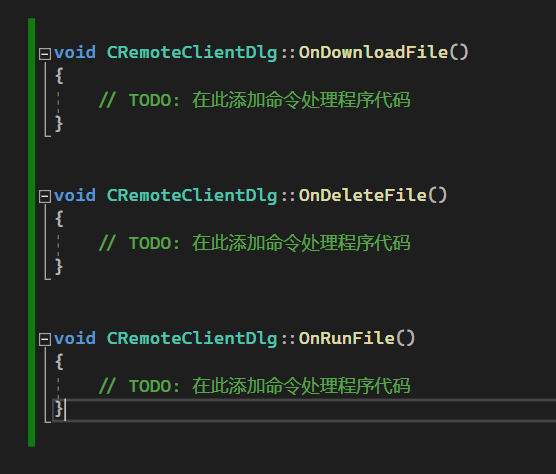 void CRemoteClientDlg::OnDownloadFile()
{
// TODO: 在此添加命令处理程序代码
}
void CRemoteClientDlg::OnDeleteFile()
{
// TODO: 在此添加命令处理程序代码
}
void CRemoteClientDlg::OnRunFile()
{
// TODO: 在此添加命令处理程序代码
}